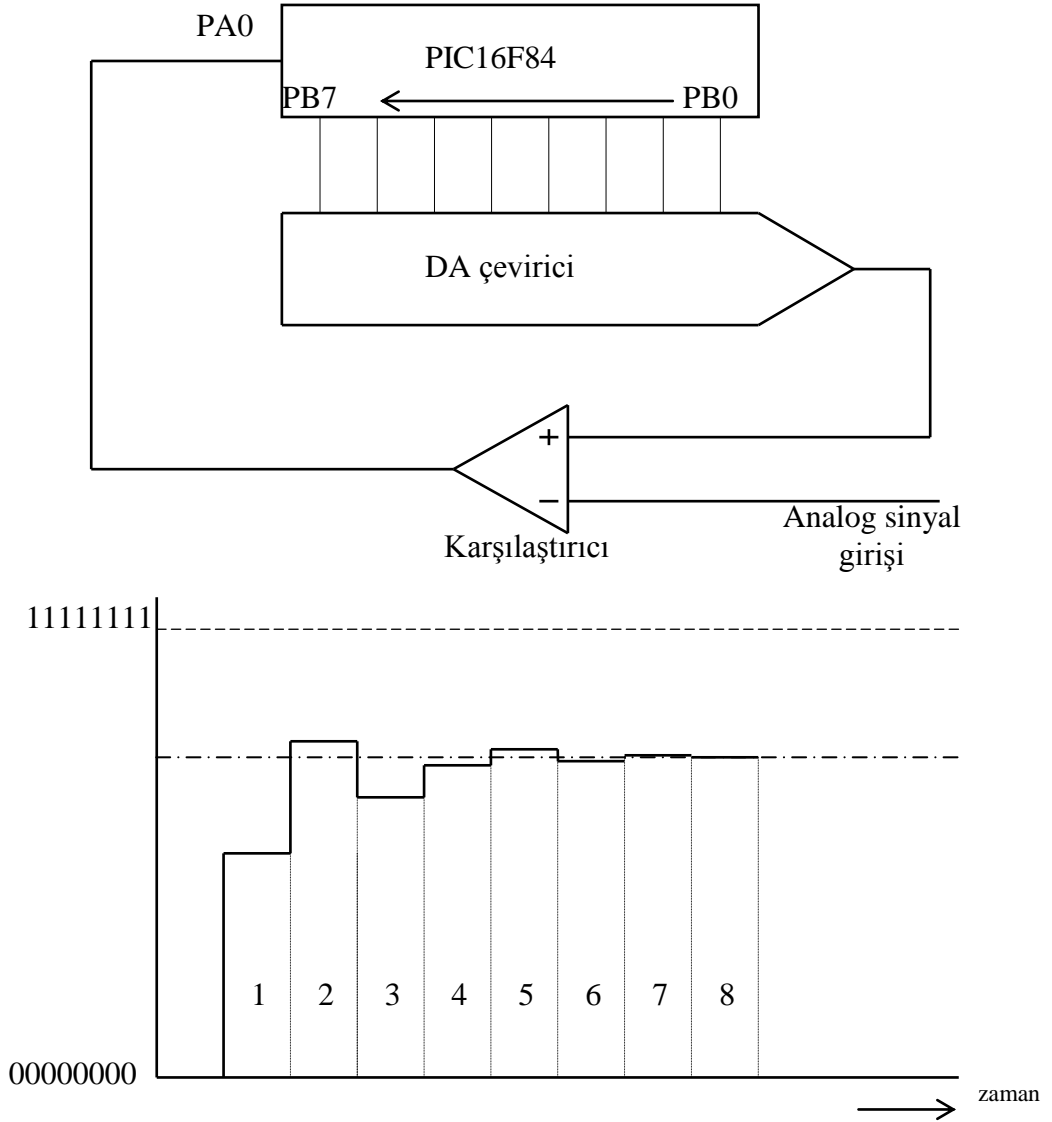 PA0
PIC16F84
PB7 PB0
DA çevirici
+
−
Analog sinyal
girişi
Karşılaştırıcı
11111111
1 2 3 4 5 6 7 8
00000000
zaman